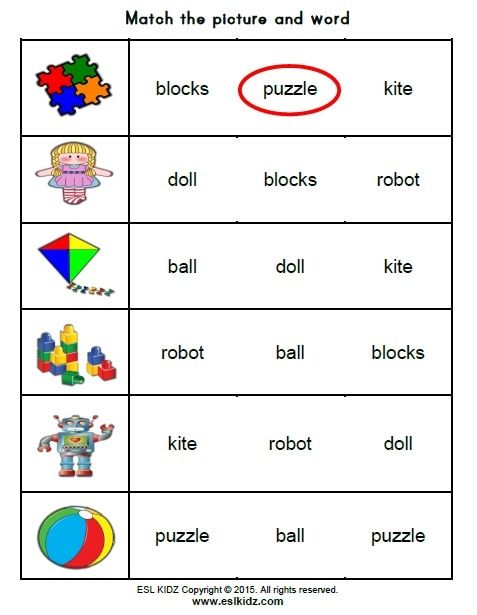 Match the picture and word
blocks puzzle kite
doll blocks robot
ball doll kite
robot ball blocks
kite robot doll
puzzle ball puzzle
ESL KIDZ Copyright © 2015. All rights reserved.
www.eslkidz.com